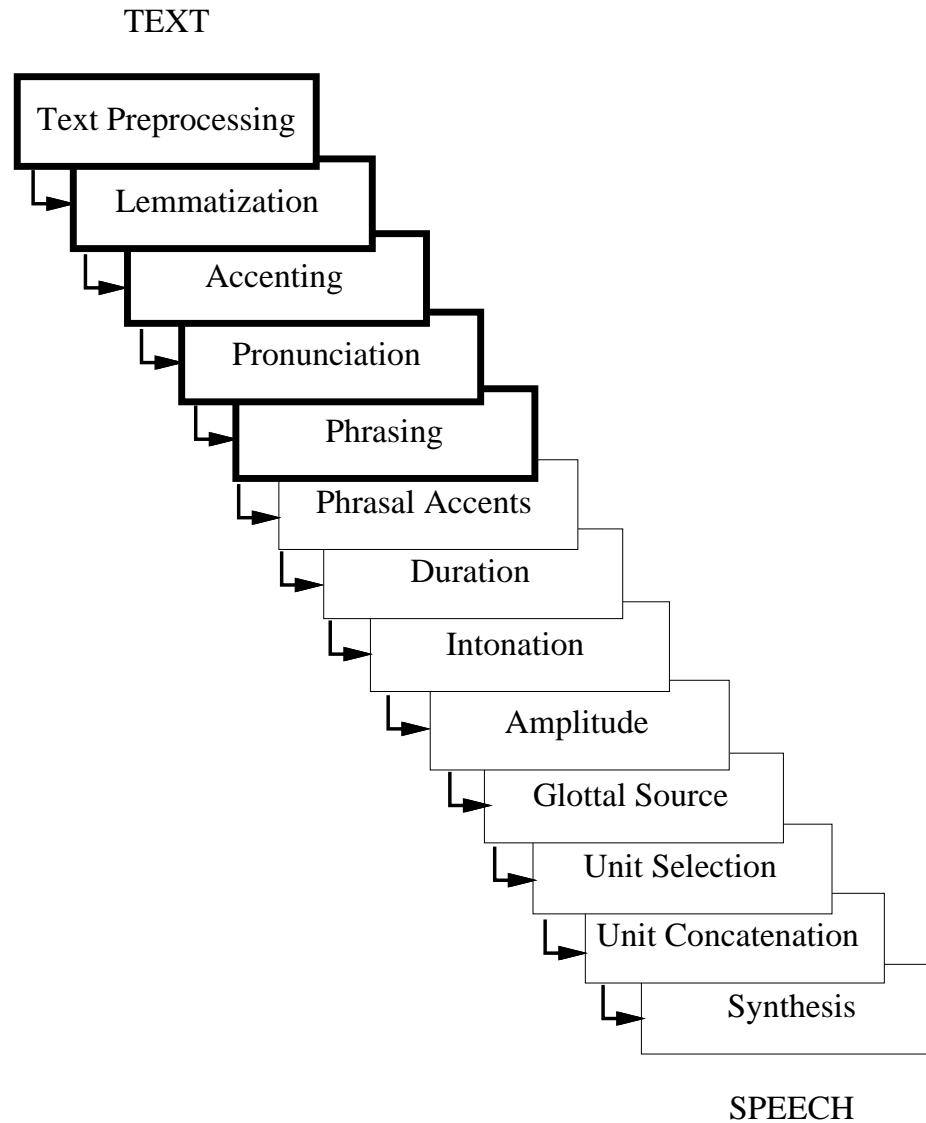 TEXT
Text Preprocessing
Lemmatization
Accenting
Pronunciation
Phrasing
Phrasal Accents
Duration
Intonation
Amplitude
Glottal Source
Unit Selection
Unit Concatenation
Synthesis
SPEECH